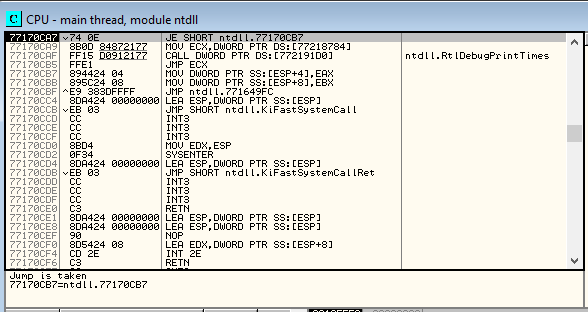 C CPU - main thread, module ntdll
77170CA7 74 0E JE SHORT ntdll.77170CB7
77170CA9 8B0D 84872177 MOV ECX,DWORD PTR DS:[77218784]
77170CAF FF15 D0912177 CALL DWORD PTR DS:[772191D0] ntdll.RtlDebugPrintTimes
77170CB5 FFE1 JMP ECX
77170CB7 894424 04 MOV DWORD PTR SS:[ESP+4],EAX
77170CBB 895C24 08 MOV DWORD PTR SS:[ESP+8],EBX
77170CBF ^E9 383DFFFF JMP ntdll.771649FC
77170CC4 8DA424 00000000 LEA ESP,DWORD PTR SS:[ESP]
77170CCB EB 03 JMP SHORT ntdll.KiFastSystemCall
77170CCD CC INT3
77170CCE CC INT3
77170CCF CC INT3
77170CD0 8BD4 MOV EDX,ESP
77170CD2 0F34 SYSENTER
77170CD4 8DA424 00000000 LEA ESP,DWORD PTR SS:[ESP]
77170CDB EB 03 JMP SHORT ntdll.KiFastSystemCallRet
77170CDD CC INT3
77170CDE CC INT3
77170CDF CC INT3
77170CE0 C3 RETN
77170CE1 8DA424 00000000 LEA ESP,DWORD PTR SS:[ESP]
77170CE8 8DA424 00000000 LEA ESP,DWORD PTR SS:[ESP]
77170CEF 90 NOP
77170CF0 8D5424 08 LEA EDX,DWORD PTR SS:[ESP+8]
77170CF4 CD 2E INT 2E
77170CF6 C3 RETN
Jump is taken
77170CB7=ntdll.77170CB7